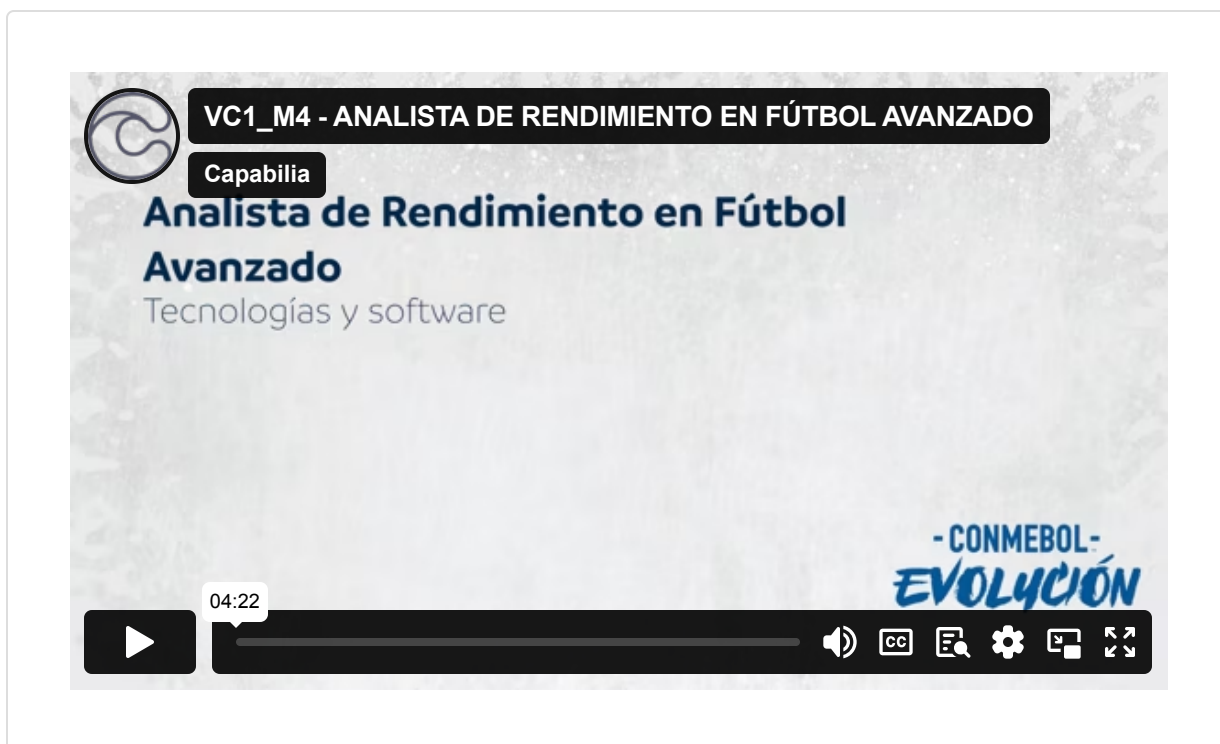 VC1_M4 - ANALISTA DE RENDIMIENTO EN FÚTBOL AVANZADO
Capabilia
Analista de Rendimiento en Fútbol
Avanzado
Tecnologías y software
- CONMEBOL -
EVOLUCIÓN
04:22
CC